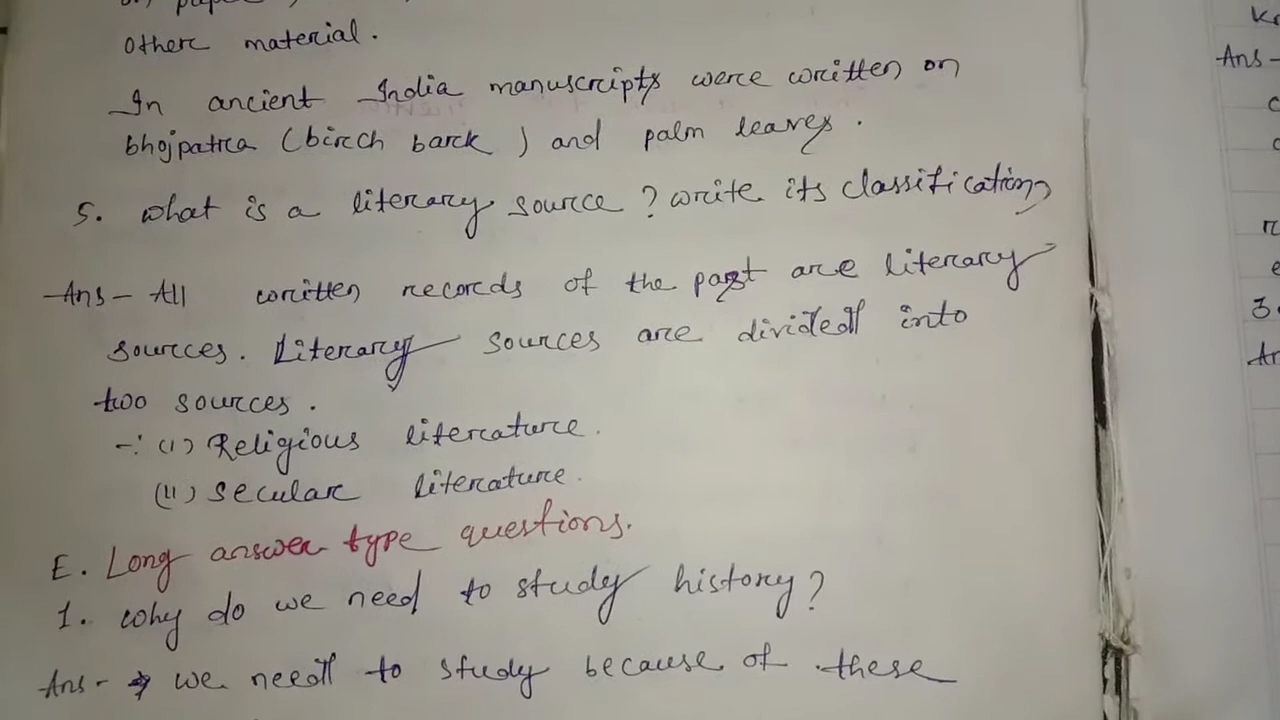 other material.
In ancient India manuscripts were written on
bhojpatra (birch bark) and palm leaves.
5. What is a literary source? Write its classification
Ans- All written records of the past are literary
sources. Literary sources are divided into
two sources.
-: (i) Religious literature.
(ii) Secular literature.
E. Long answer type questions.
1. Why do we need to study history?
Ans- → We need to study because of these
Ans-
3.